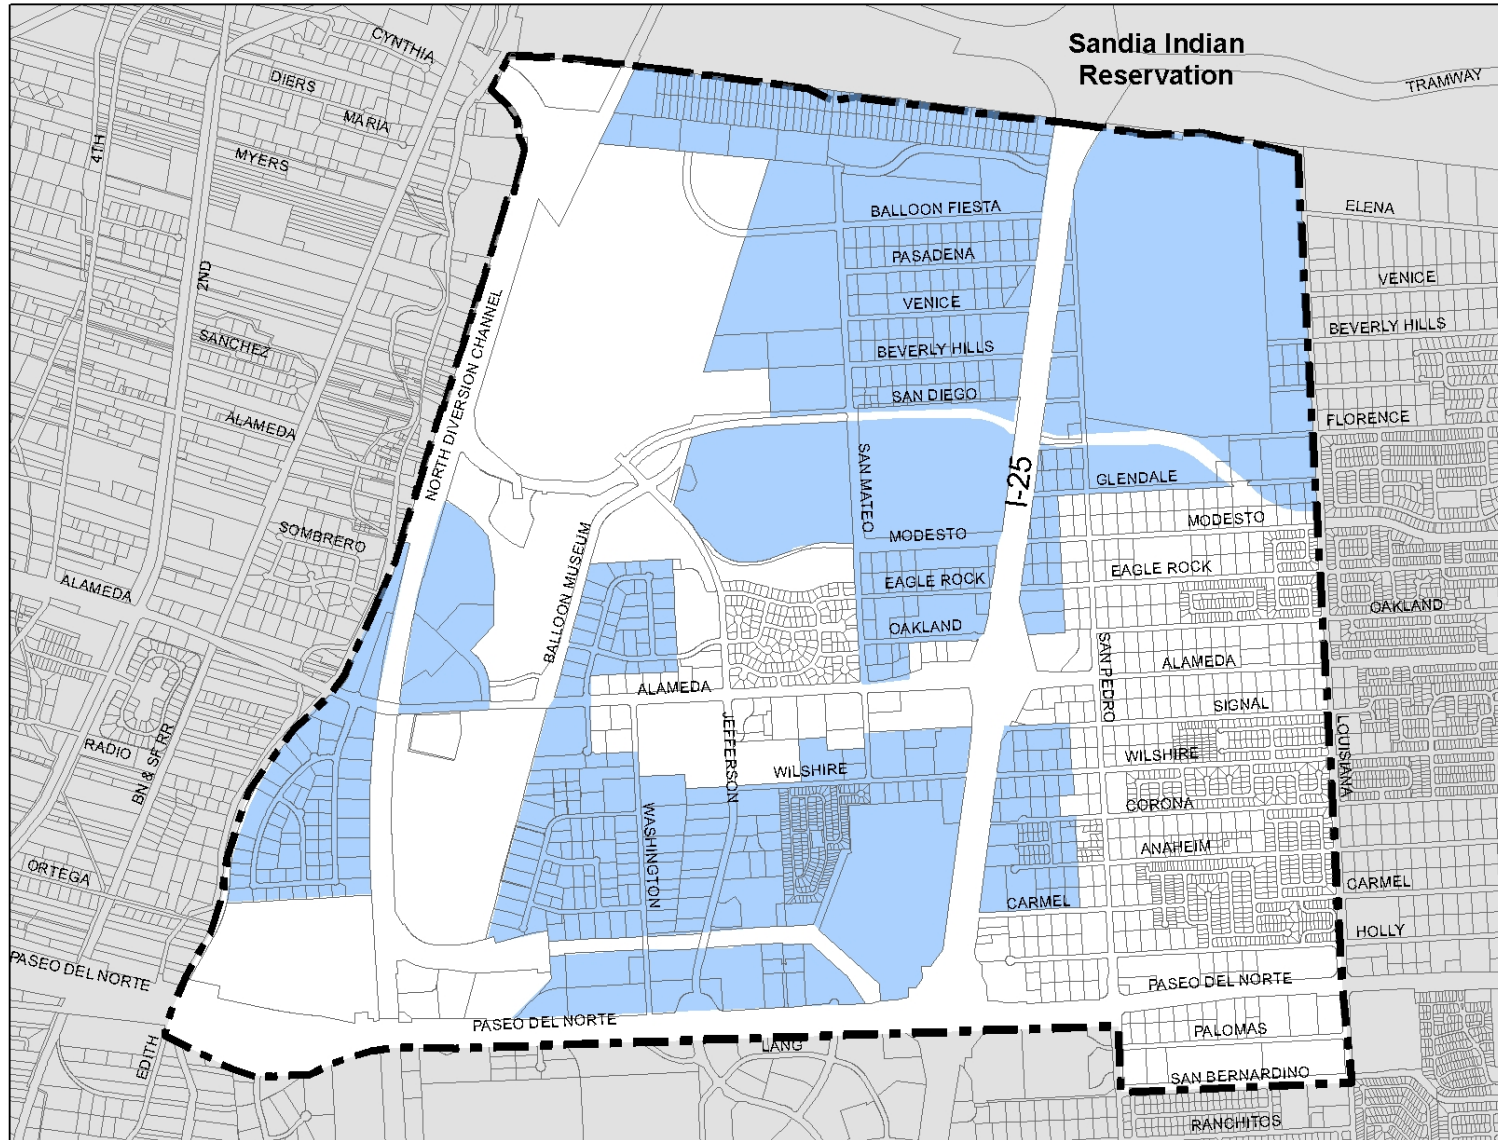 CYNTHIA
Sandia Indian
Reservation
DIERS
TRAMWAY
MARIA
4TH
MYERS
BALLOON FIESTA
ELENA
PASADENA
2ND
VENICE
VENICE
BEVERLY HILLS
SANCHEZ
BEVERLY HILLS
NORTH DIVERSION CHANNEL
SAN DIEGO
ALAMEDA
FLORENCE
SAN MATEO
I-25
GLENDALE
MODESTO
SOMBRERO
MODESTO
BALLOON MUSEUM
EAGLE ROCK
EAGLE ROCK
ALAMEDA
OAKLAND
OAKLAND
SAN PEDRO
ALAMEDA
ALAMEDA
SIGNAL
JEFFERSON
RADIO
BN & SF RR
LOUISIANA
WILSHIRE
WILSHIRE
CORONA
WASHINGTON
ANAHEIM
ORTEGA
CARMEL
CARMEL
HOLLY
PASEO DEL NORTE
PASEO DEL NORTE
PASEO DEL NORTE
PALOMAS
EDITH
LANG
SAN BERNARDINO
RANCHITOS